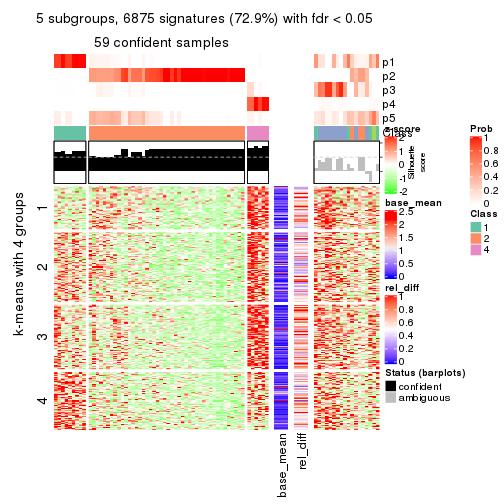 5 subgroups, 6875 signatures (72.9%) with fdr < 0.05
59 confident samples
p1
p2
p3
p4
p5
Class
Silhouette
score
k-means with 4 groups
1
2
3
4
base_mean
rel_diff
z-score
2
1
0
-1
-2
base_mean
2.5
2
1.5
1
0.5
0
rel_diff
1
0.8
0.6
0.4
0.2
0
Status (barplots)
confident
ambiguous
Prob
1
0.8
0.6
0.4
0.2
0
Class
1
2
4